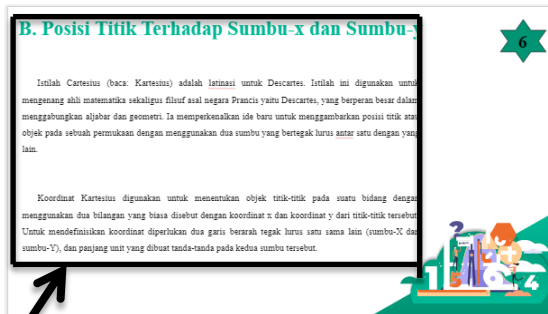 B. Posisi Titik Terhadap Sumbu-x dan Sumbu-y
6
Istilah Cartesius (baca: Kartesius) adalah latinasi untuk Descartes. Istilah ini digunakan untuk
mengenang ahli matematika sekaligus filsuf asal negara Prancis yaitu Descartes, yang berperan besar dalam
menggabungkan aljabar dan geometri. Ia memperkenalkan ide baru untuk menggambarkan posisi titik atau
objek pada sebuah permukaan dengan menggunakan dua sumbu yang bertegak lurus antar satu dengan yang
lain.
Koordinat Kartesius digunakan untuk menentukan objek titik-titik pada suatu bidang dengan
menggunakan dua bilangan yang biasa disebut dengan koordinat x dan koordinat y dari titik-titik tersebut.
Untuk mendefinisikan koordinat diperlukan dua garis berarah tegak lurus satu sama lain (sumbu-X dan
sumbu-Y), dan panjang unit yang dibuat tanda-tanda pada kedua sumbu tersebut.